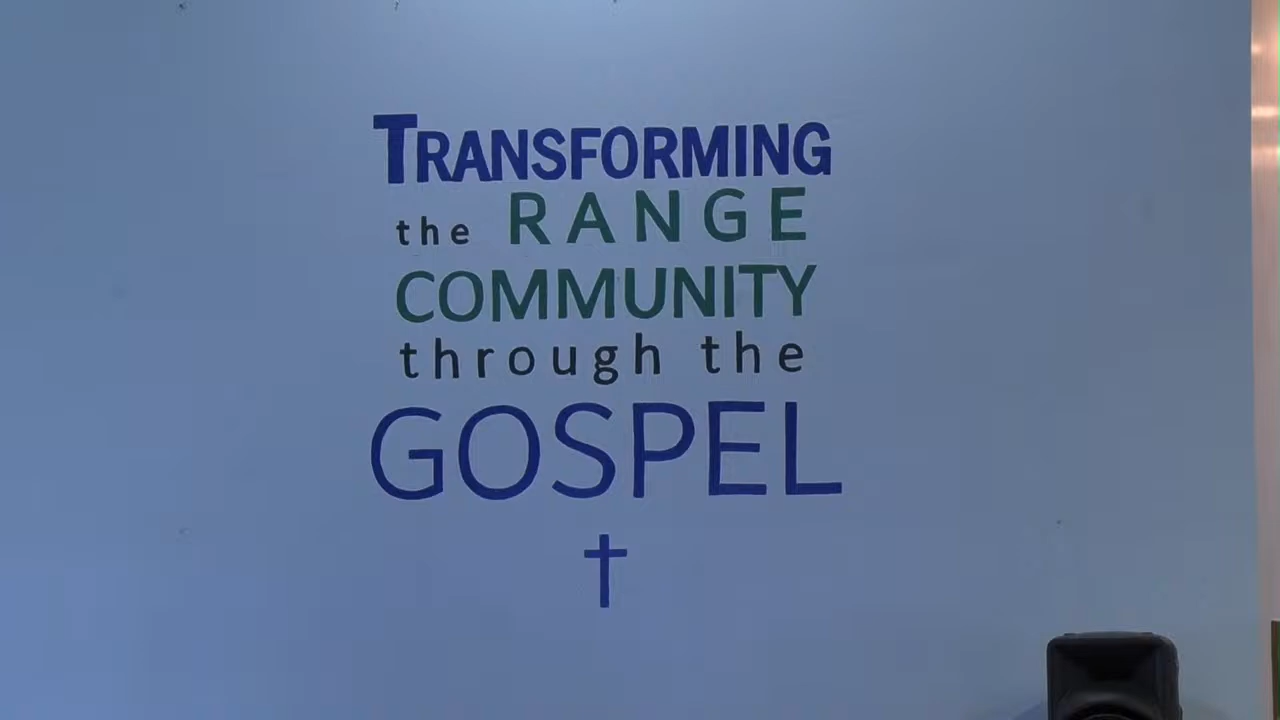 TRANSFORMING
the RANGE
COMMUNITY
through the
GOSPEL